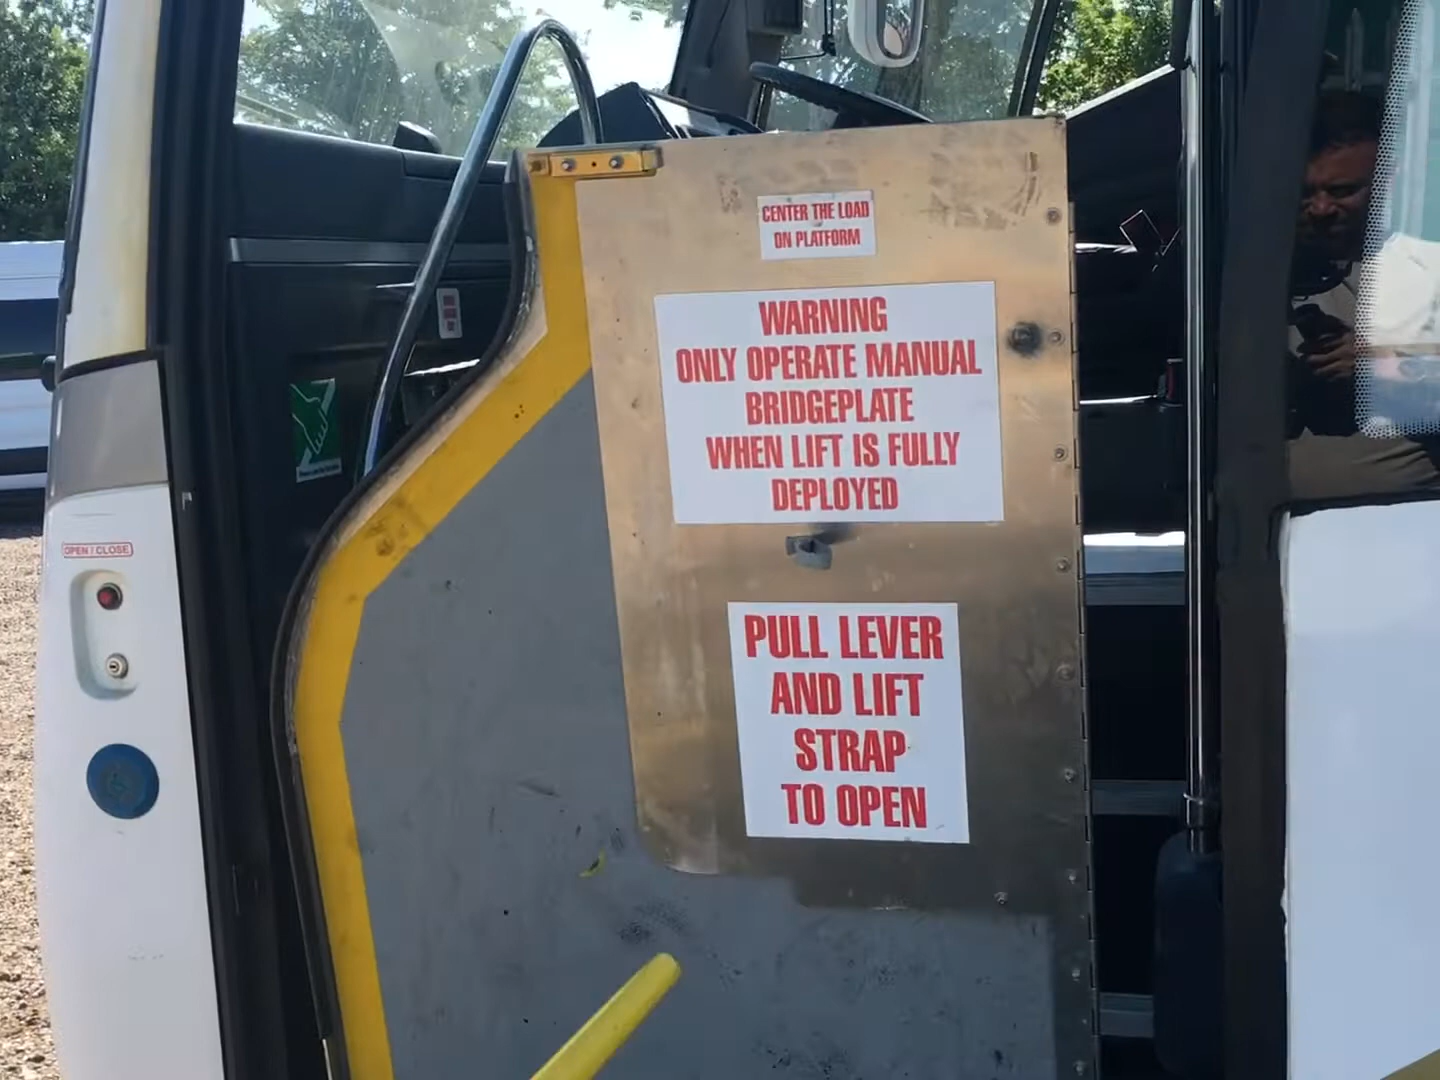 CENTER THE LOAD
ON PLATFORM
WARNING
ONLY OPERATE MANUAL
BRIDGEPLATE
WHEN LIFT IS FULLY
DEPLOYED
OPEN / CLOSE
PULL LEVER
AND LIFT
STRAP
TO OPEN